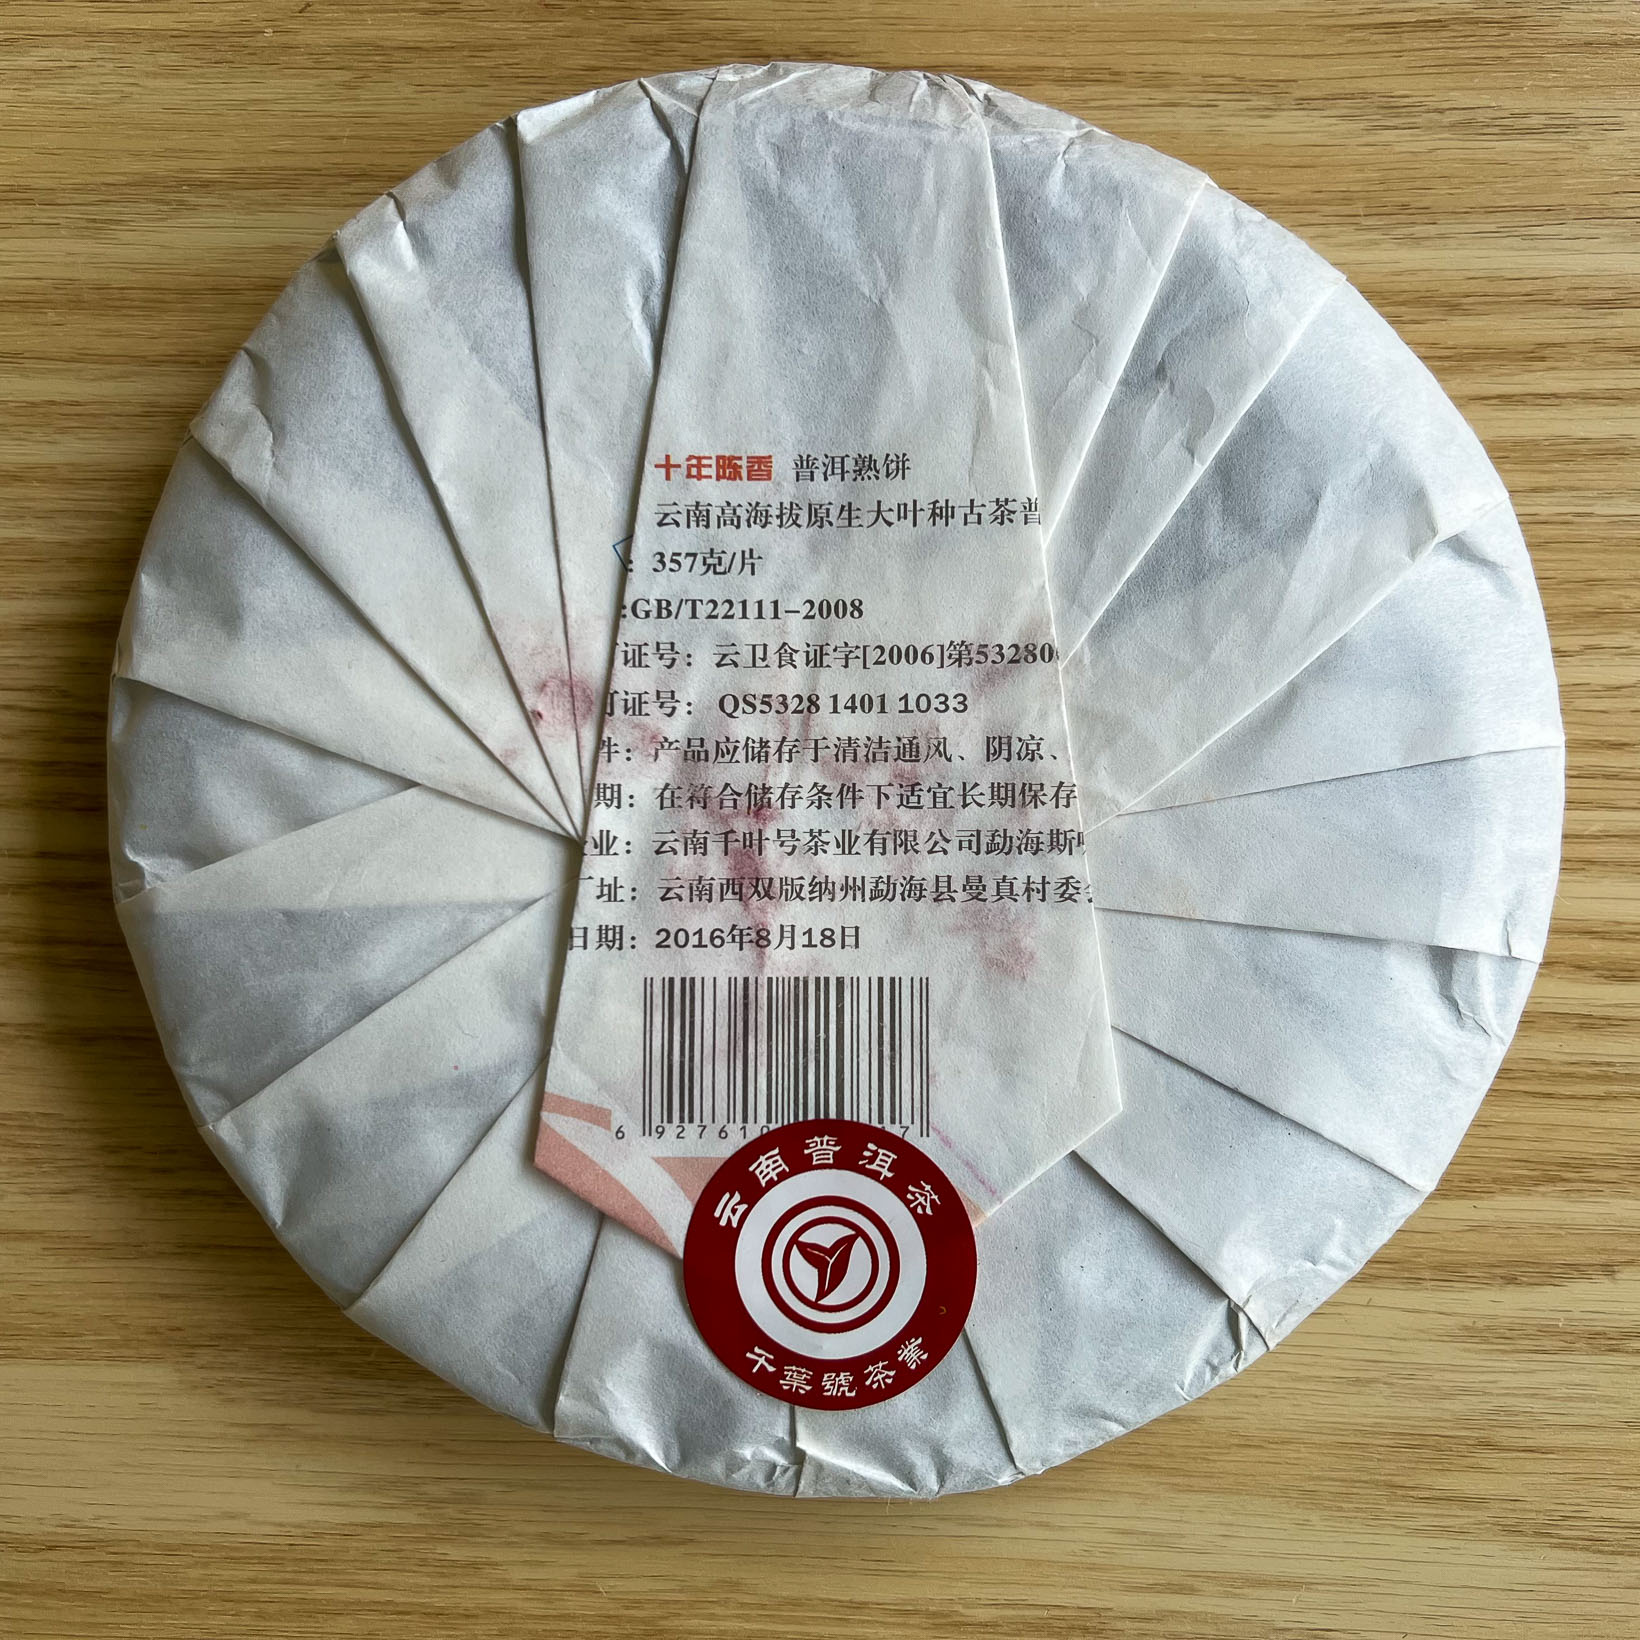 十年陈香 普洱熟饼
云南高海拔原生大叶种古茶普
: 357克/片
:GB/T22111-2008
证号: 云卫食证字[2006]第53280
可证号: QS5328 1401 1033
件: 产品应储存于清洁通风、阴凉、
期: 在符合储存条件下适宜长期保存
业: 云南千叶号茶业有限公司勐海斯
厂址: 云南西双版纳州勐海县曼真村委
日期: 2016年8月18日
6 927610 7
云南普洱茶
千葉號茶業